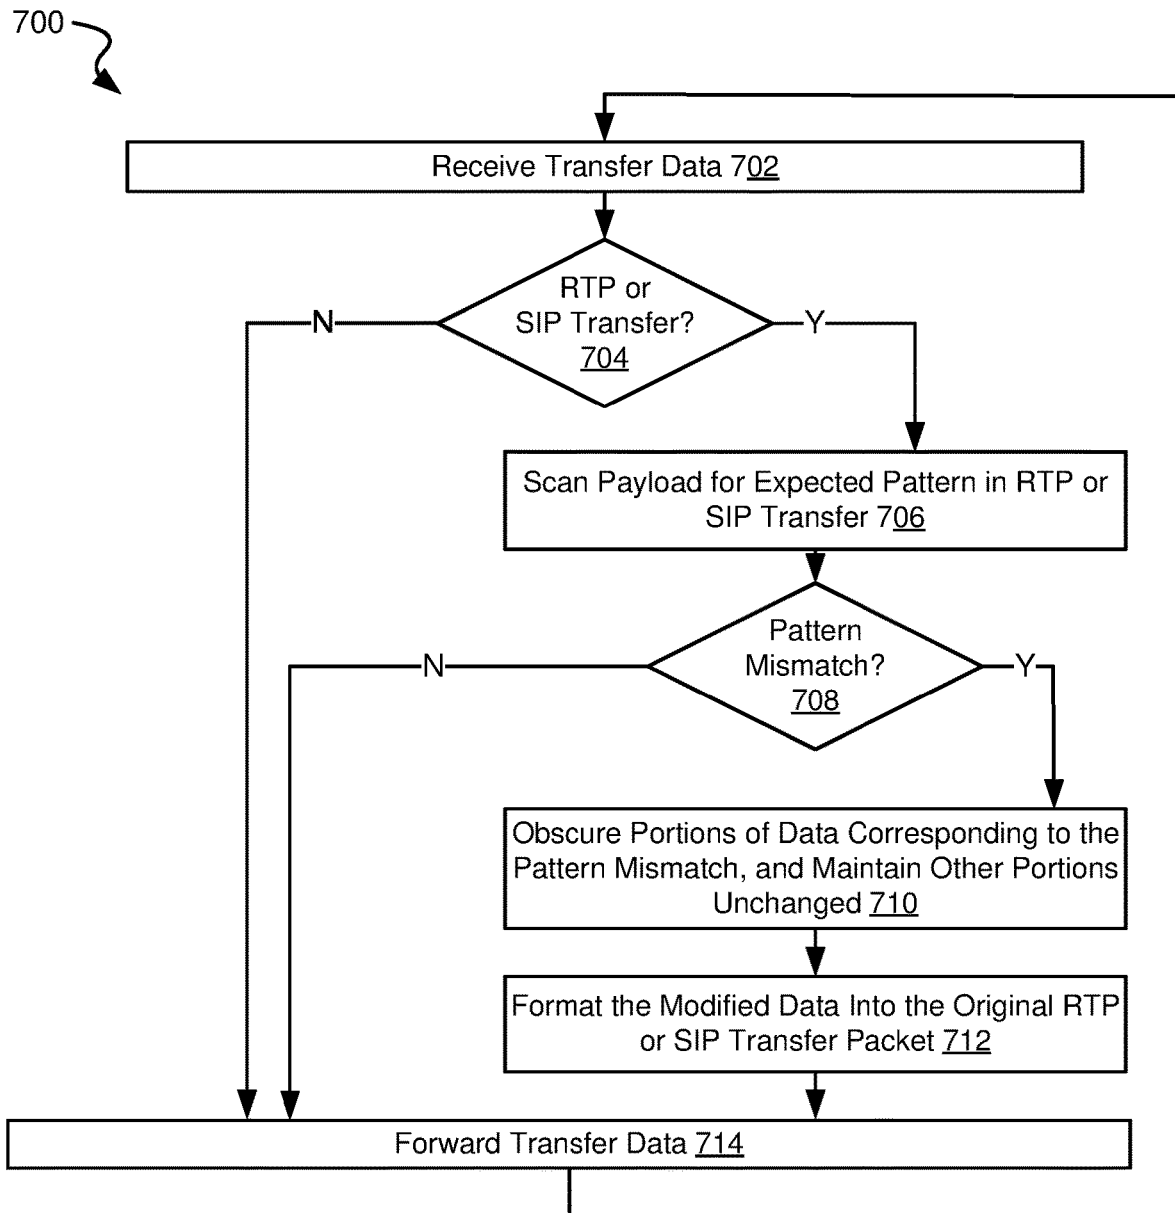 700
Receive Transfer Data 702
RTP or
SIP Transfer?
704
N
Y
Scan Payload for Expected Pattern in RTP or
SIP Transfer 706
Pattern
Mismatch?
708
N
Y
Obscure Portions of Data Corresponding to the
Pattern Mismatch, and Maintain Other Portions
Unchanged 710
Format the Modified Data Into the Original RTP
or SIP Transfer Packet 712
Forward Transfer Data 714